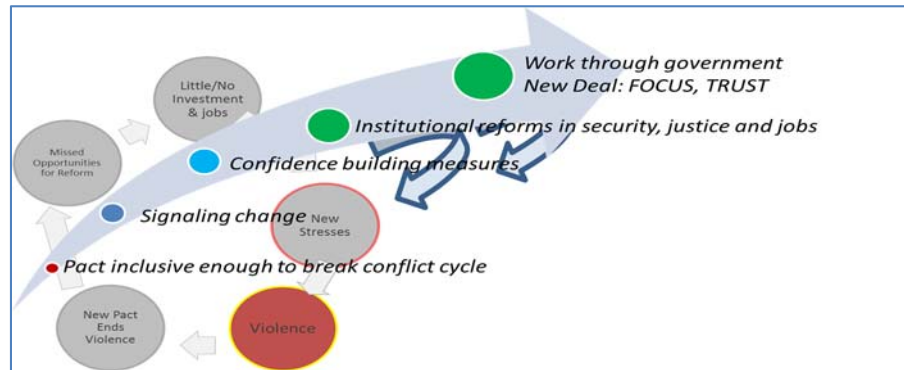 Work through government
New Deal: FOCUS, TRUST
Little/No
Investment
& jobs
Institutional reforms in security, justice and jobs
Missed
Opportunities
for Reform
Confidence building measures
Signaling change
New
Stresses
Pact inclusive enough to break conflict cycle
New Pact
Ends
Violence
Violence